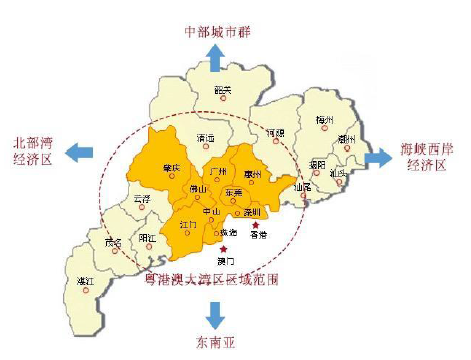 中部城市群
韶关
梅州
河源
潮州
清远
北部湾
经济区
海峡西岸
经济区
揭阳
汕头
肇庆
广州
惠州
汕尾
佛山
东莞
云浮
中山
深圳
江门
珠海
香港
阳江
茂名
澳门
粤港澳大湾区区域范围
湛江
东南亚